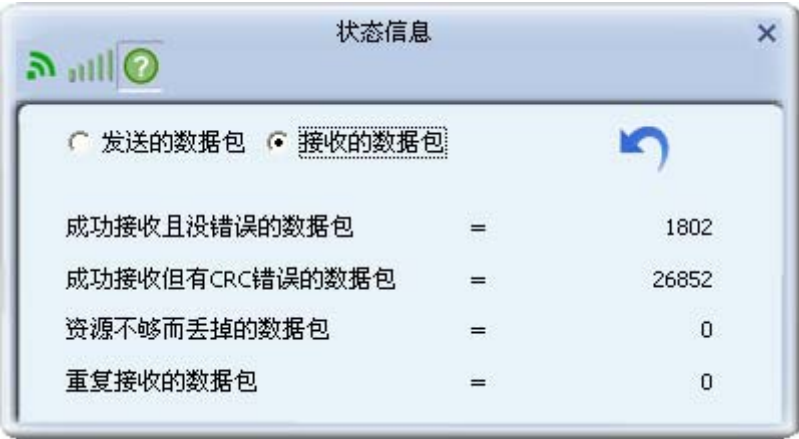 状态信息
发送的数据包 接收的数据包
成功接收且没错误的数据包 = 1802
成功接收但有CRC错误的数据包 = 26852
资源不够而丢掉的数据包 = 0
重复接收的数据包 = 0